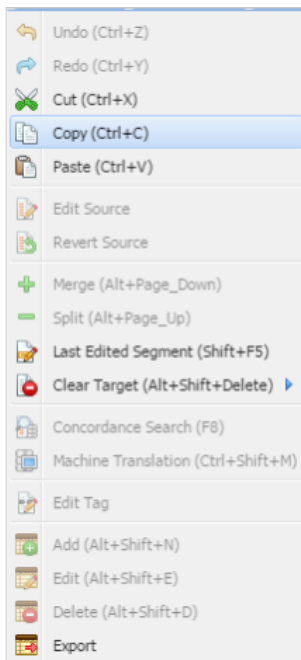 Undo (Ctrl+Z)
Redo (Ctrl+Y)
Cut (Ctrl+X)
Copy (Ctrl+C)
Paste (Ctrl+V)
Edit Source
Revert Source
Merge (Alt+Page_Down)
Split (Alt+Page_Up)
Last Edited Segment (Shift+F5)
Clear Target (Alt+Shift+Delete)
Concordance Search (F8)
Machine Translation (Ctrl+Shift+M)
Edit Tag
Add (Alt+Shift+N)
Edit (Alt+Shift+E)
Delete (Alt+Shift+D)
Export